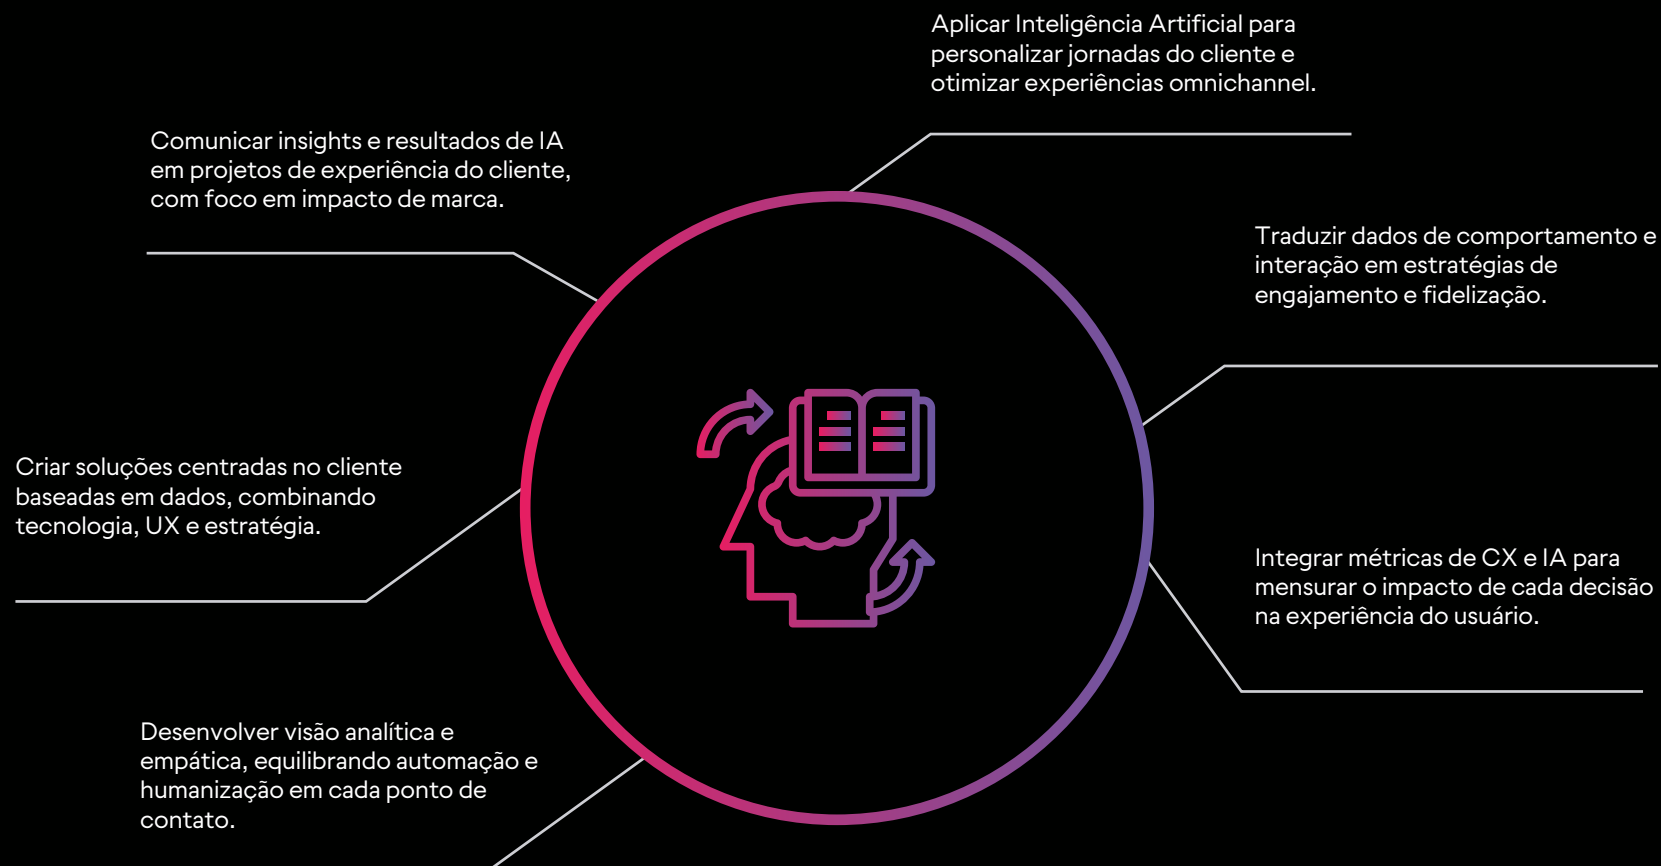 Aplicar Inteligência Artificial para
personalizar jornadas do cliente e
otimizar experiências omnichannel.
Comunicar insights e resultados de IA
em projetos de experiência do cliente,
com foco em impacto de marca.
Traduzir dados de comportamento e
interação em estratégias de
engajamento e fidelização.
Criar soluções centradas no cliente
baseadas em dados, combinando
tecnologia, UX e estratégia.
Integrar métricas de CX e IA para
mensurar o impacto de cada decisão
na experiência do usuário.
Desenvolver visão analítica e
empática, equilibrando automação e
humanização em cada ponto de
contato.